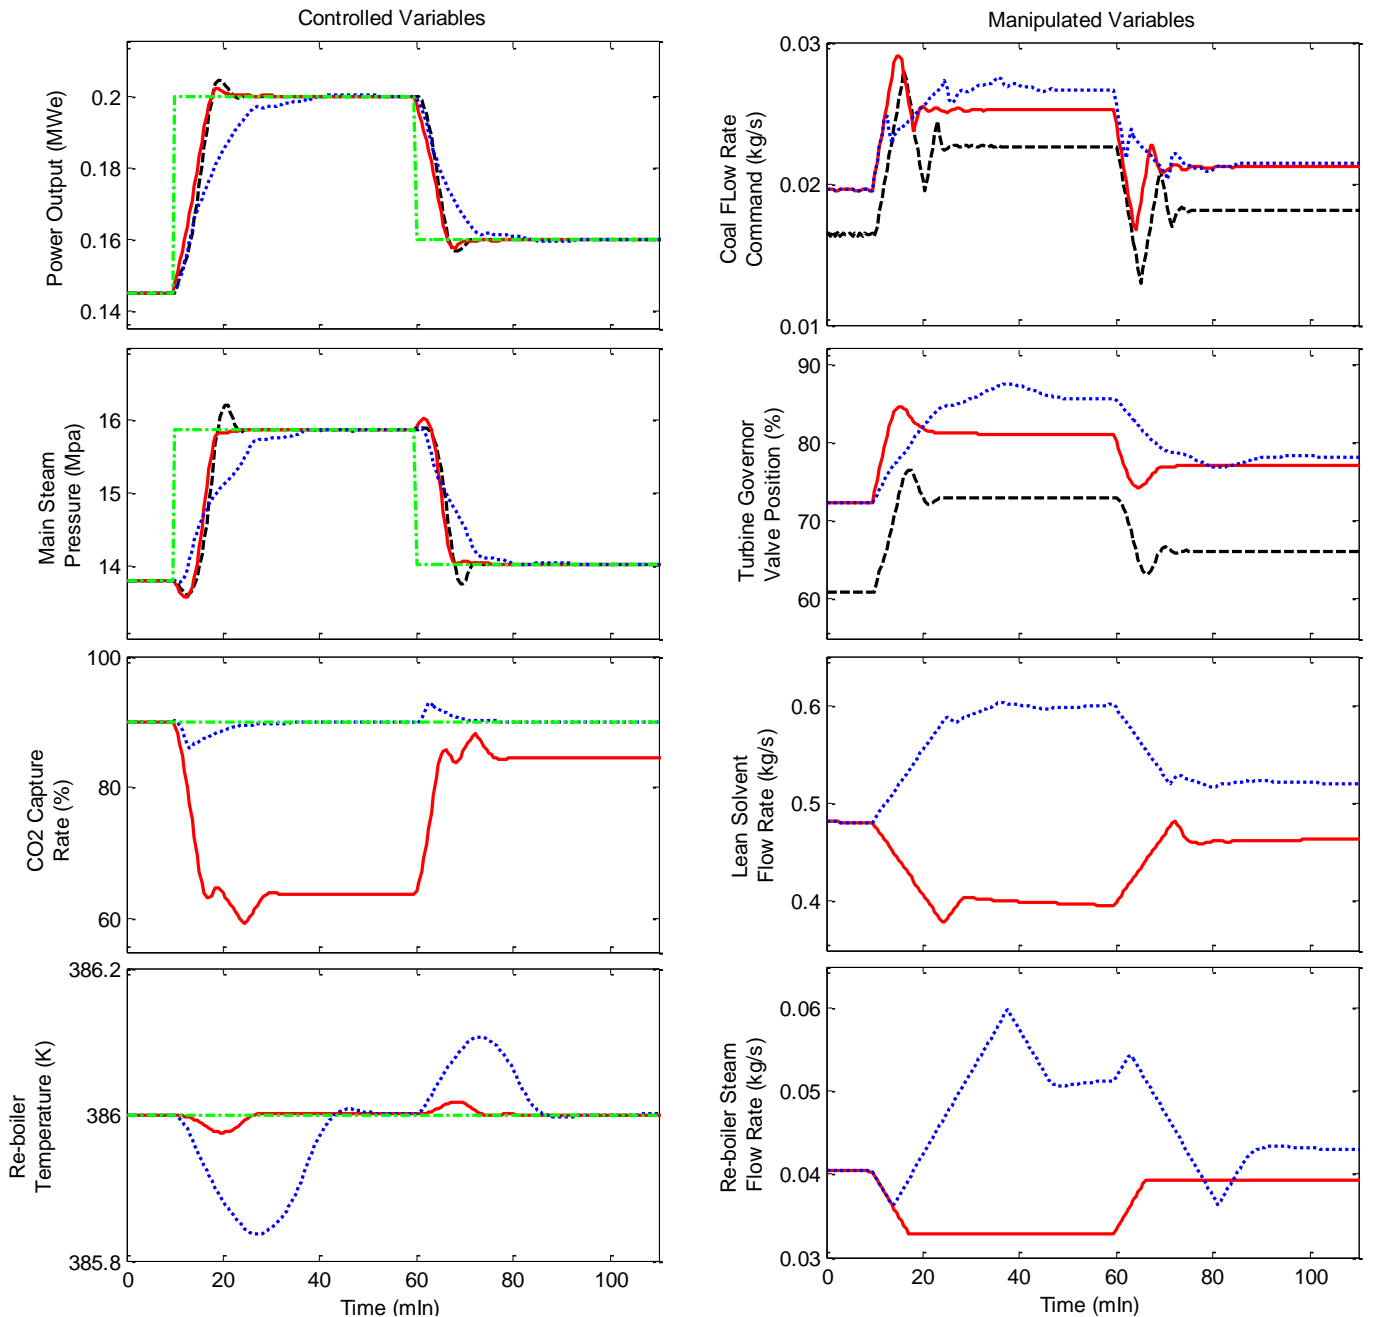 Controlled Variables
Manipulated Variables
Power Output (MWe)
0.2
0.18
0.16
0.14
Coal FLow Rate
Command (kg/s)
0.03
0.02
0.01
Main Steam
Pressure (Mpa)
16
15
14
Turbine Governor
Valve Position (%)
90
80
70
60
CO2 Capture
Rate (%)
100
80
60
Lean Solvent
Flow Rate (kg/s)
0.6
0.5
0.4
Re-boiler
Temperature (K)
386.2
386
385.8
0
20
40
60
80
100
Time (mIn)
Re-boiler Steam
Flow Rate (kg/s)
0.06
0.05
0.04
0.03
0
20
40
60
80
100
Time (mIn)